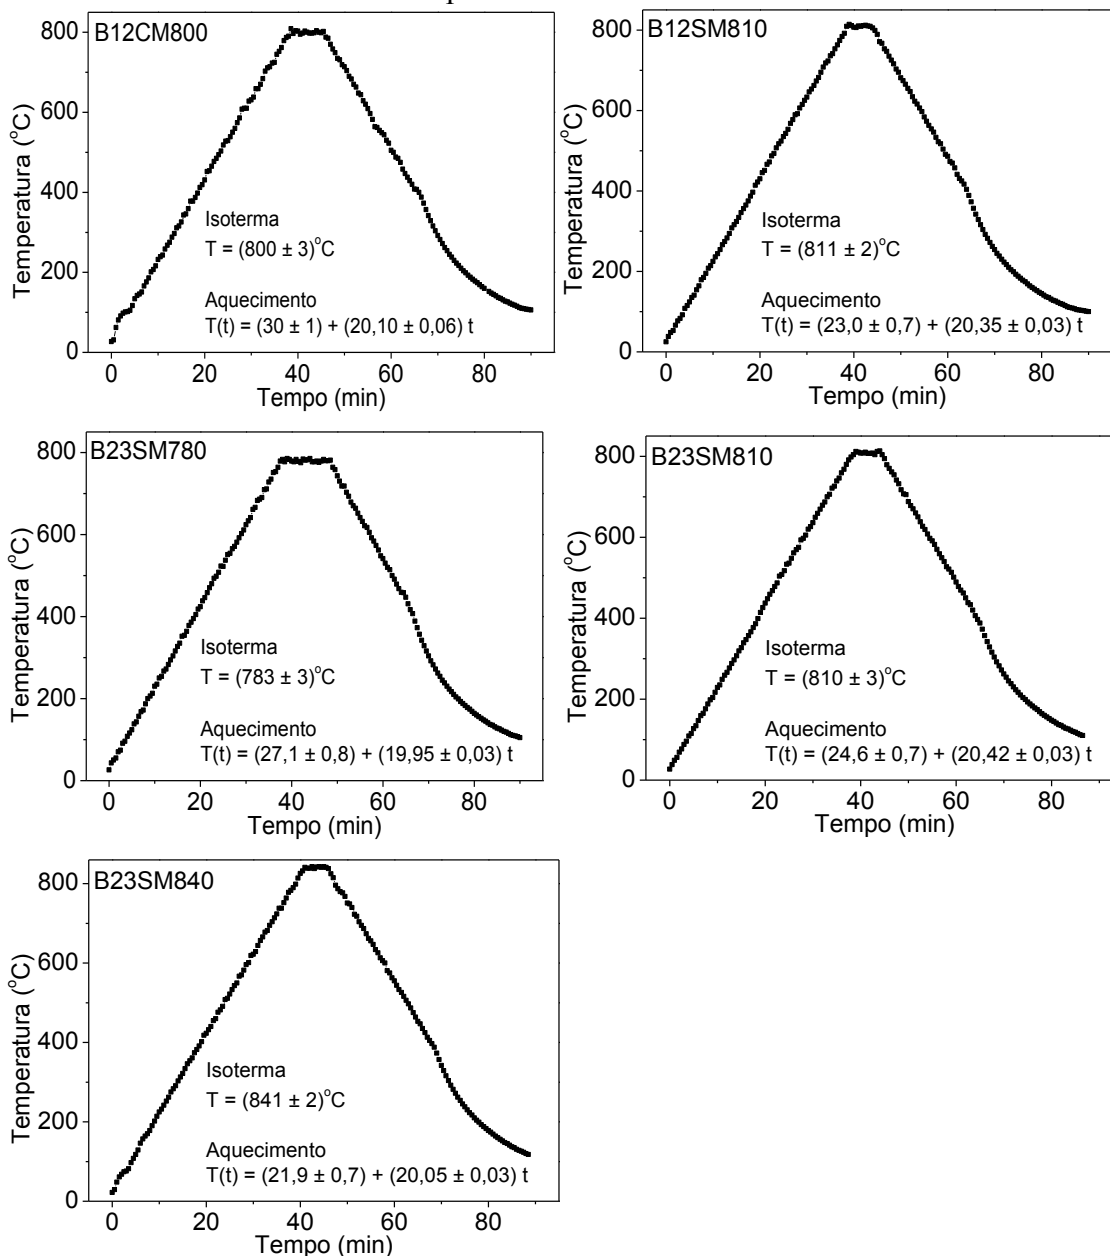 B12CM800
Temperatura (°C)
800
600
400
200
0
Isoterma
T = (800 ± 3)°C
Aquecimento
T(t) = (30 ± 1) + (20,10 ± 0,06) t
0 20 40 60 80
Tempo (min)
B12SM810
Temperatura (°C)
800
600
400
200
0
Isoterma
T = (811 ± 2)°C
Aquecimento
T(t) = (23,0 ± 0,7) + (20,35 ± 0,03) t
0 20 40 60 80
Tempo (min)
B23SM780
Temperatura (°C)
800
600
400
200
0
Isoterma
T = (783 ± 3)°C
Aquecimento
T(t) = (27,1 ± 0,8) + (19,95 ± 0,03) t
0 20 40 60 80
Tempo (min)
B23SM810
Temperatura (°C)
800
600
400
200
0
Isoterma
T = (810 ± 3)°C
Aquecimento
T(t) = (24,6 ± 0,7) + (20,42 ± 0,03) t
0 20 40 60 80
Tempo (min)
B23SM840
Temperatura (°C)
800
600
400
200
0
Isoterma
T = (841 ± 2)°C
Aquecimento
T(t) = (21,9 ± 0,7) + (20,05 ± 0,03) t
0 20 40 60 80
Tempo (min)